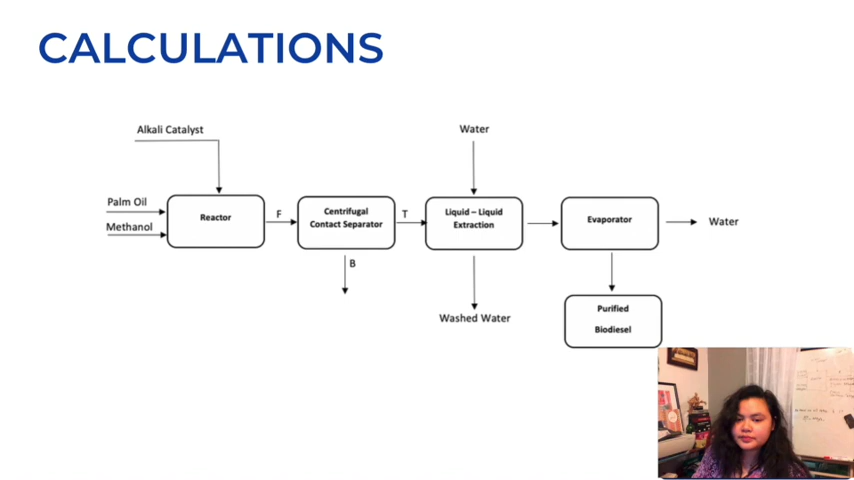 CALCULATIONS
Alkali Catalyst
Water
Palm Oil
Methanol
Reactor
F
Centrifugal
Contact Separator
T
Liquid – Liquid
Extraction
Evaporator
Water
B
Washed Water
Purified
Biodiesel